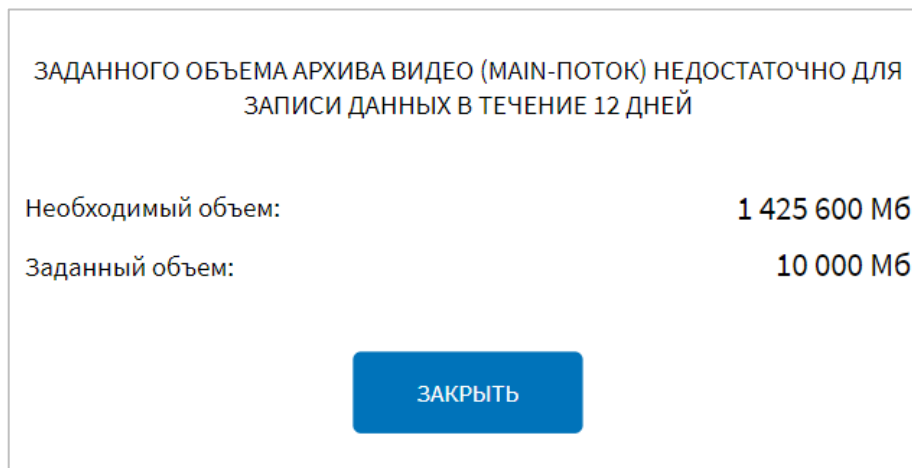 ЗАДАННОГО ОБЪЕМА АРХИВА ВИДЕО (MAIN-ПОТОК) НЕДОСТАТОЧНО ДЛЯ
ЗАПИСИ ДАННЫХ В ТЕЧЕНИЕ 12 ДНЕЙ
Необходимый объем: 1 425 600 Мб
Заданный объем: 10 000 Мб
ЗАКРЫТЬ